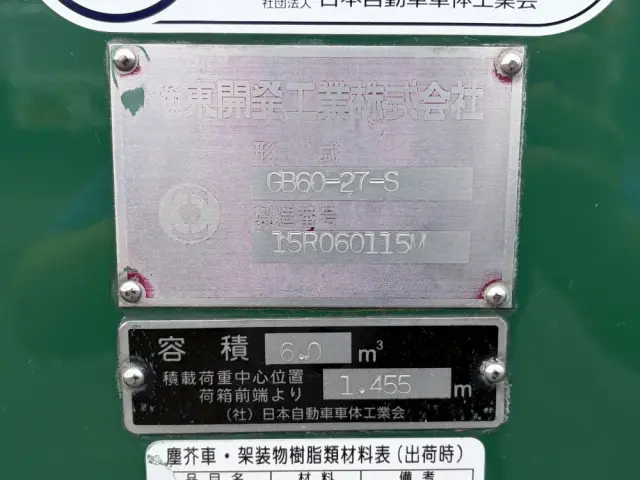 社団法人 日本自動車車体工業会
極東開発工業株式会社
形 式
GB60-27-S
製造番号
15R060115M
容 積 6.0 m³
積載荷重中心位置
荷箱前端より 1.455 m
(社)日本自動車車体工業会
塵芥車・架装物樹脂類材料表(出荷時)
品目名 材料 備考